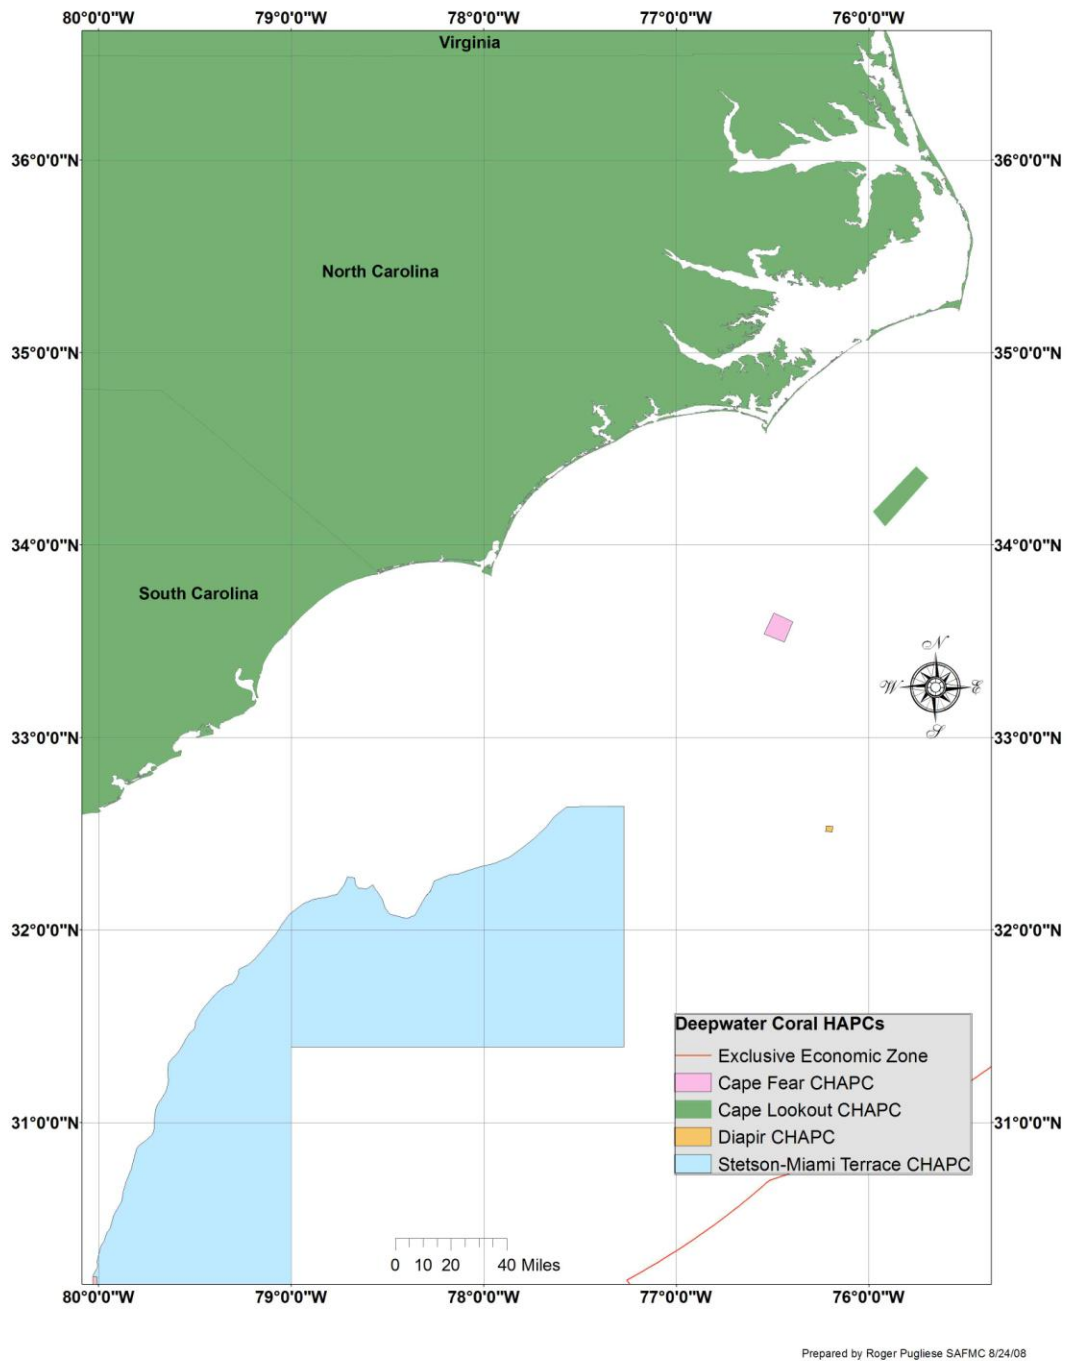 80°0'0"W 79°0'0"W 78°0'0"W 77°0'0"W 76°0'0"W
Virginia
36°0'0"N 36°0'0"N
North Carolina
35°0'0"N 35°0'0"N
34°0'0"N 34°0'0"N
South Carolina
N
W E
S
33°0'0"N 33°0'0"N
32°0'0"N 32°0'0"N
Deepwater Coral HAPCs
Exclusive Economic Zone
Cape Fear CHAPC
Cape Lookout CHAPC
31°0'0"N 31°0'0"N
Diapir CHAPC
Stetson-Miami Terrace CHAPC
0 10 20 40 Miles
80°0'0"W 79°0'0"W 78°0'0"W 77°0'0"W 76°0'0"W
Prepared by Roger Pugliese SAFMC 8/24/08